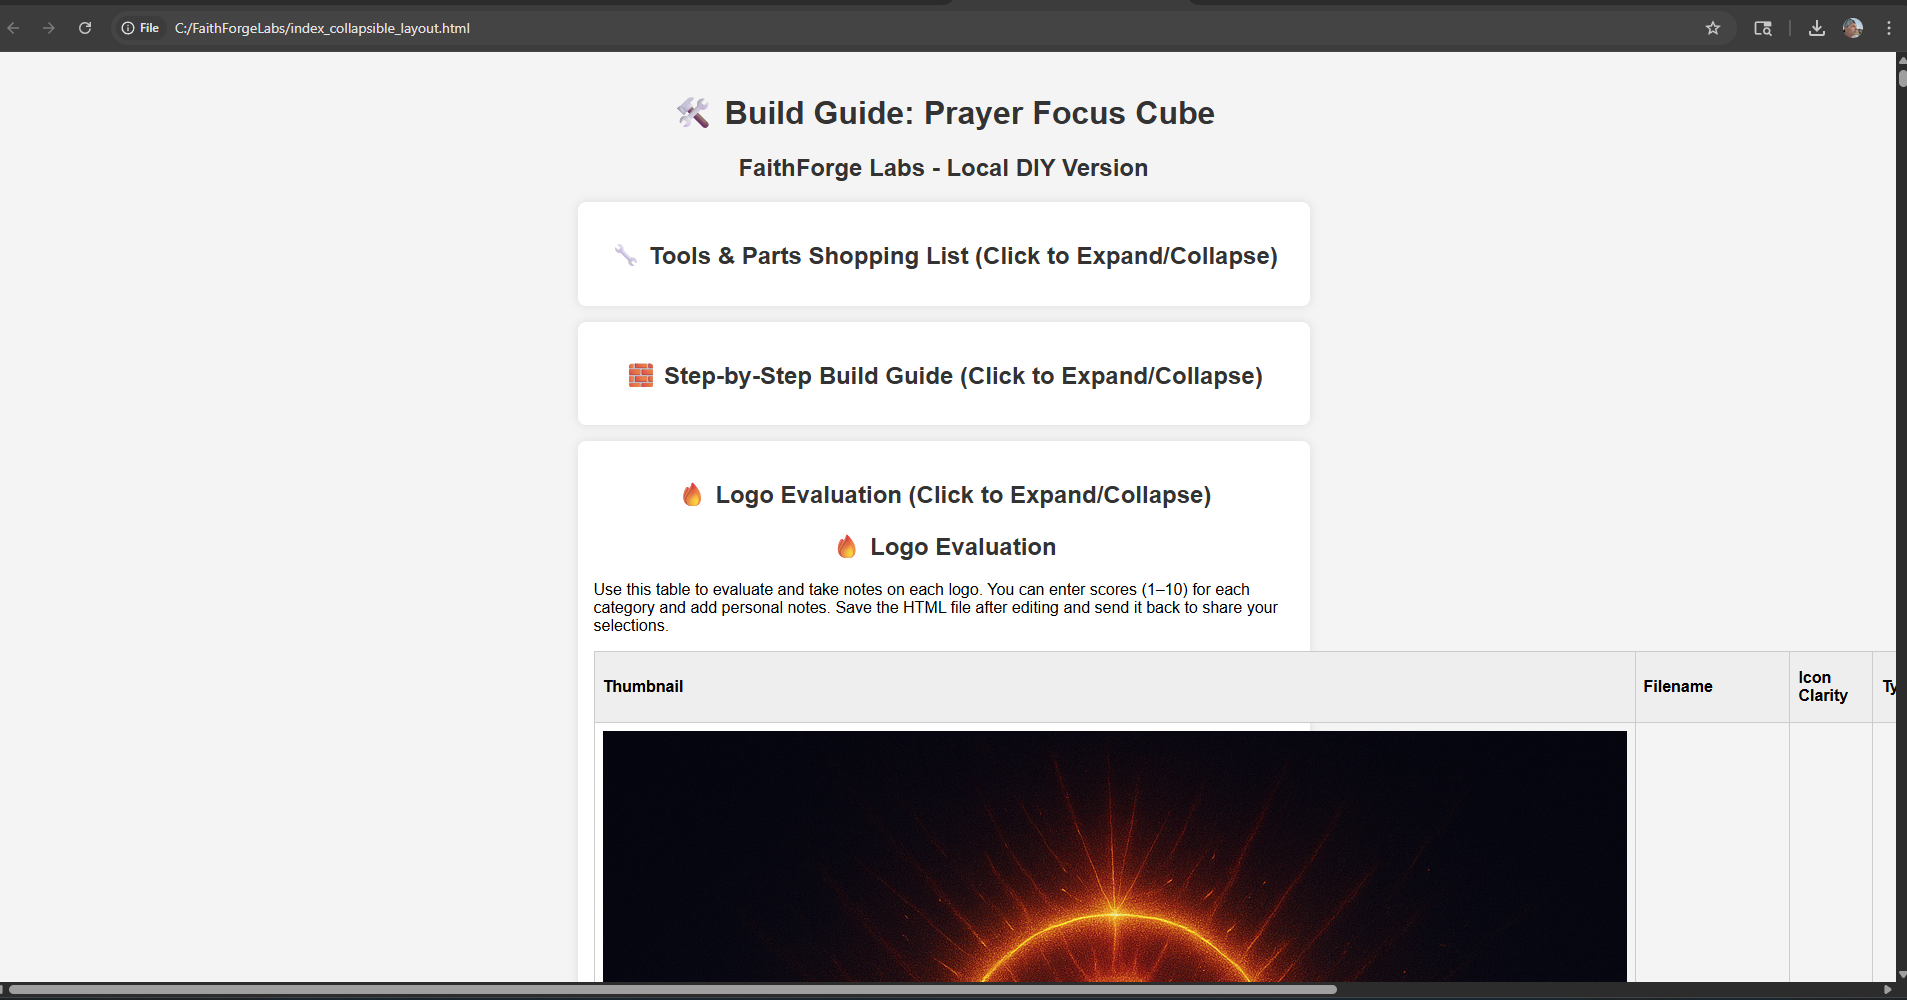 File C:/FaithForgeLabs/index_collapsible_layout.html
🛠️ Build Guide: Prayer Focus Cube
FaithForge Labs - Local DIY Version
🔧 Tools & Parts Shopping List (Click to Expand/Collapse)
🧱 Step-by-Step Build Guide (Click to Expand/Collapse)
🔥 Logo Evaluation (Click to Expand/Collapse)
🔥 Logo Evaluation
Use this table to evaluate and take notes on each logo. You can enter scores (1–10) for each
category and add personal notes. Save the HTML file after editing and send it back to share your
selections.
Thumbnail Filename Icon
Clarity Ty